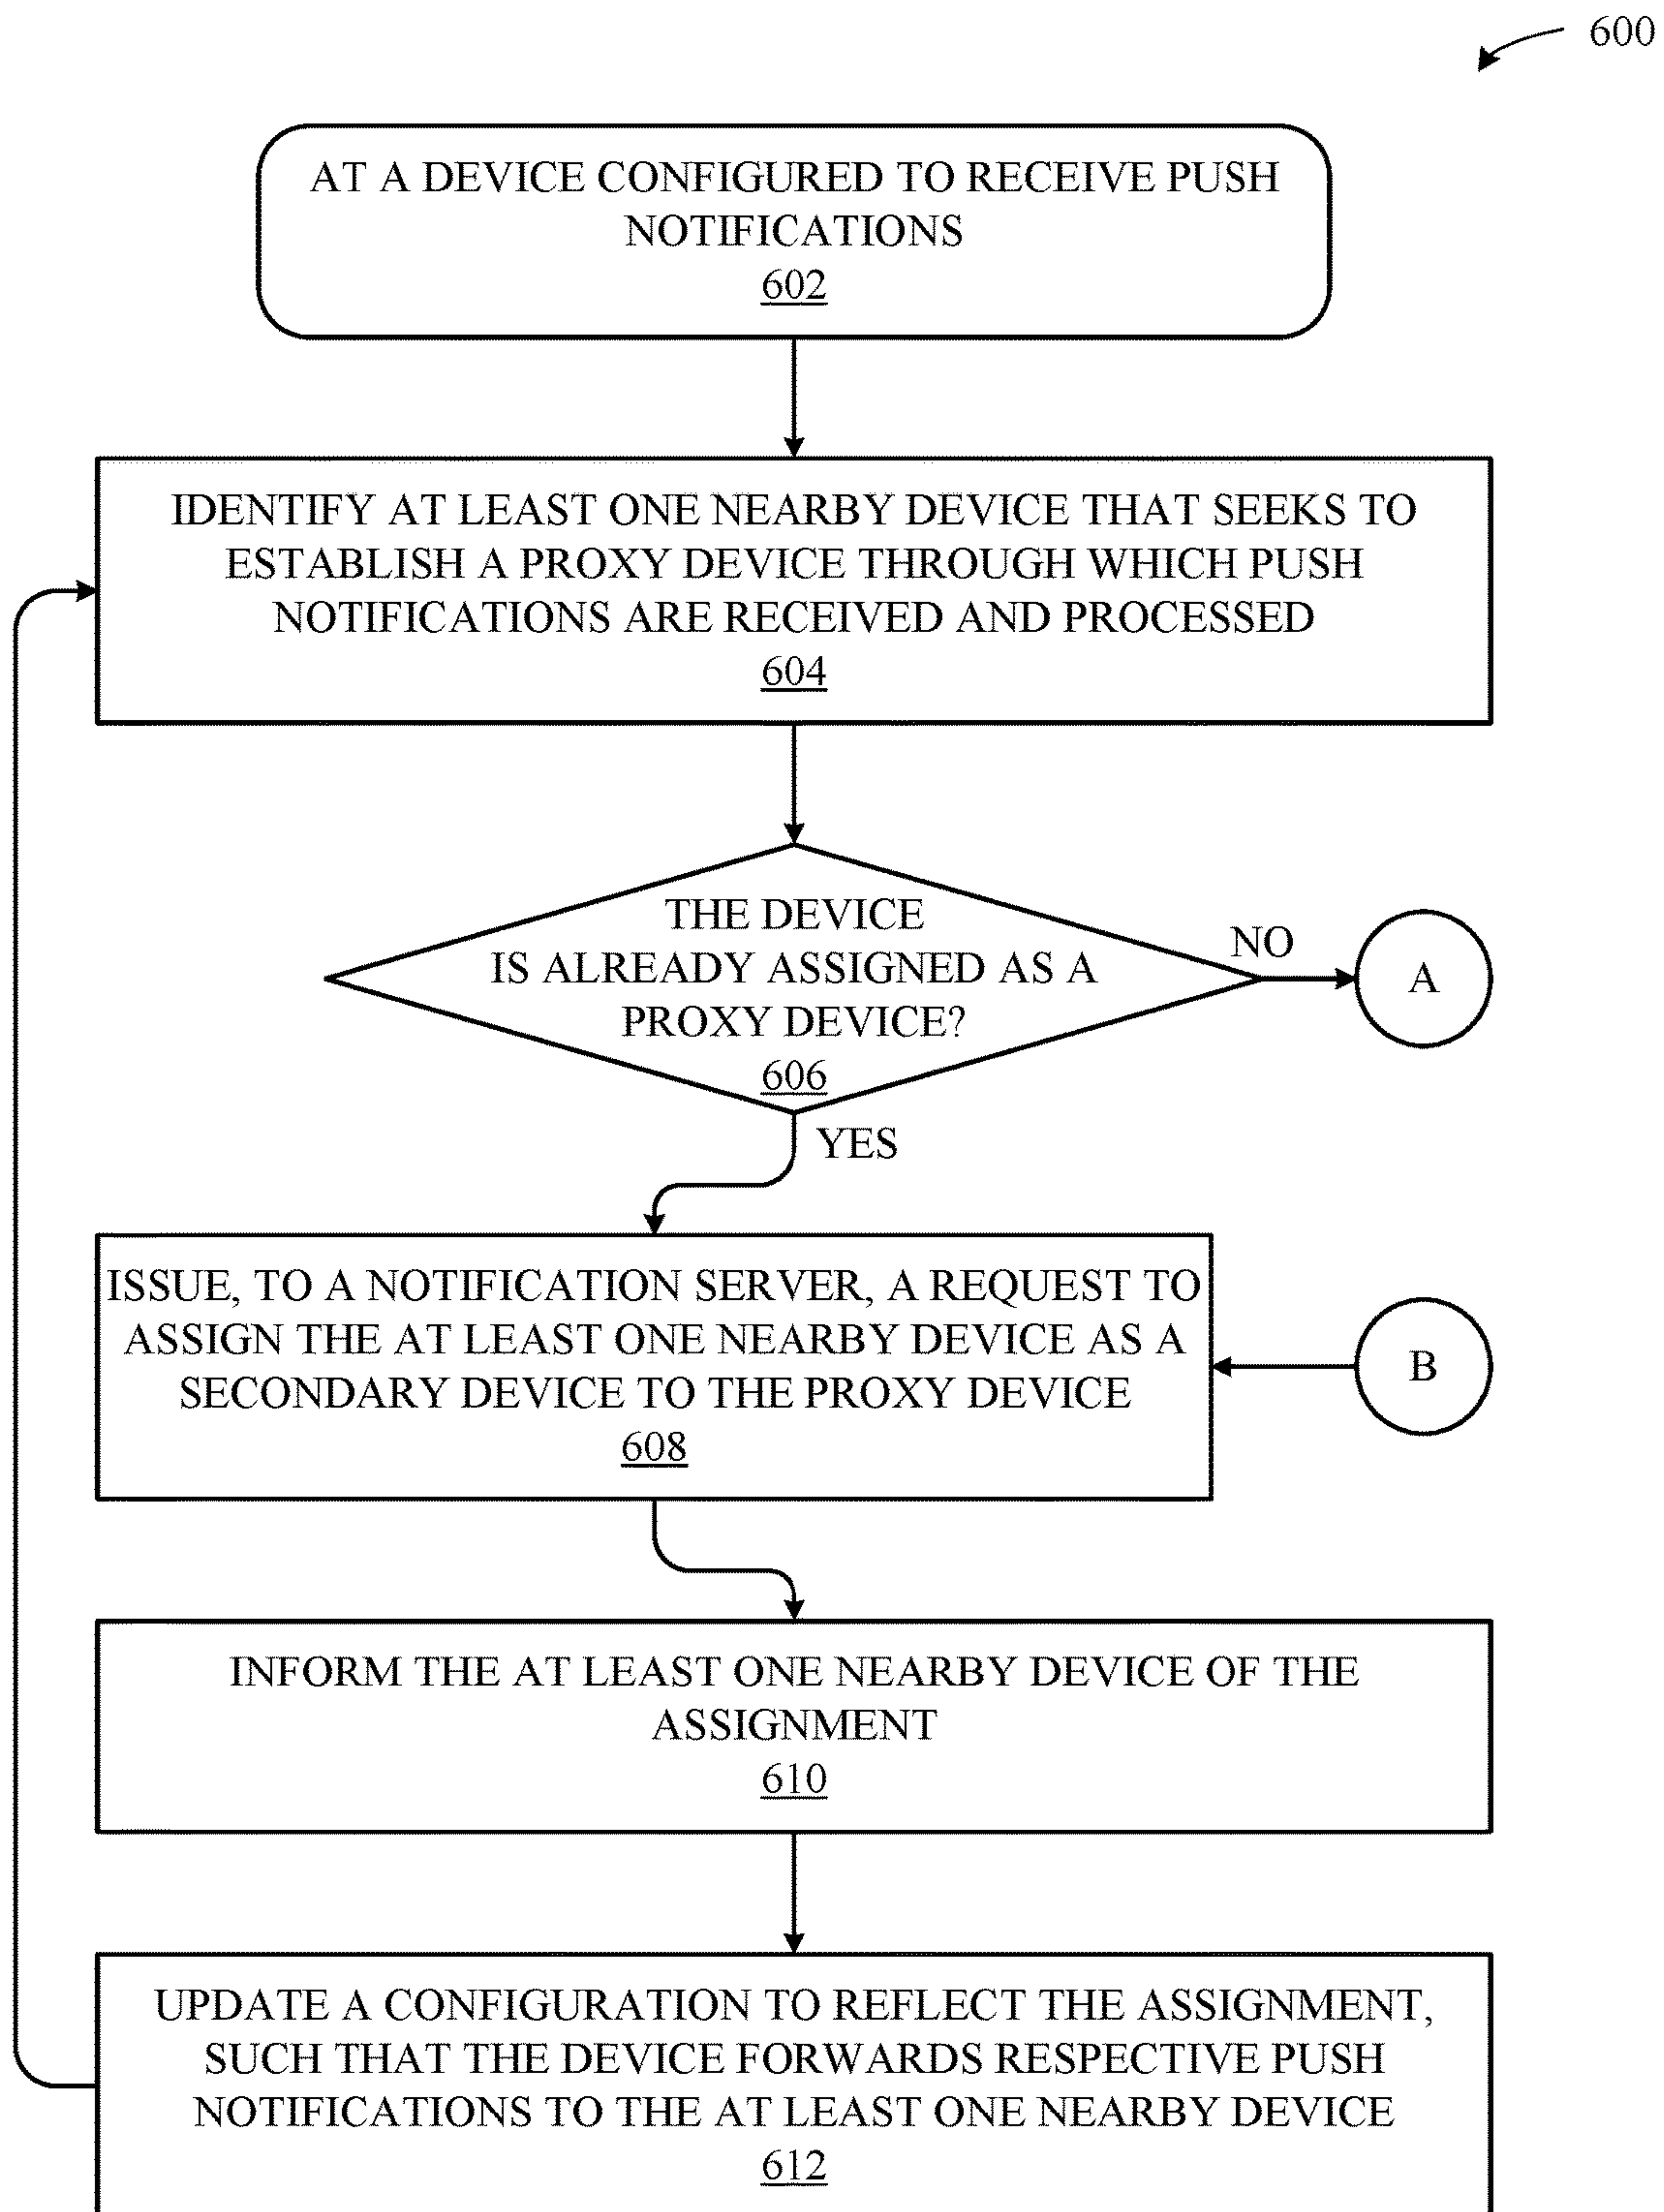 600
AT A DEVICE CONFIGURED TO RECEIVE PUSH
NOTIFICATIONS
602
IDENTIFY AT LEAST ONE NEARBY DEVICE THAT SEEKS TO
ESTABLISH A PROXY DEVICE THROUGH WHICH PUSH
NOTIFICATIONS ARE RECEIVED AND PROCESSED
604
THE DEVICE
IS ALREADY ASSIGNED AS A
PROXY DEVICE?
606
NO
A
YES
ISSUE, TO A NOTIFICATION SERVER, A REQUEST TO
ASSIGN THE AT LEAST ONE NEARBY DEVICE AS A
SECONDARY DEVICE TO THE PROXY DEVICE
608
B
INFORM THE AT LEAST ONE NEARBY DEVICE OF THE
ASSIGNMENT
610
UPDATE A CONFIGURATION TO REFLECT THE ASSIGNMENT,
SUCH THAT THE DEVICE FORWARDS RESPECTIVE PUSH
NOTIFICATIONS TO THE AT LEAST ONE NEARBY DEVICE
612